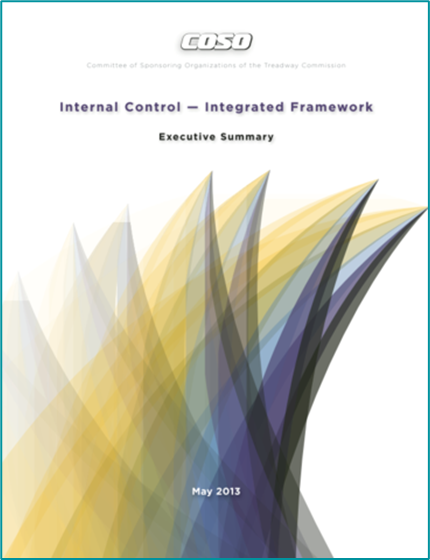 COSO
Committee of Sponsoring Organizations of the Treadway Commission
Internal Control — Integrated Framework
Executive Summary
May 2013